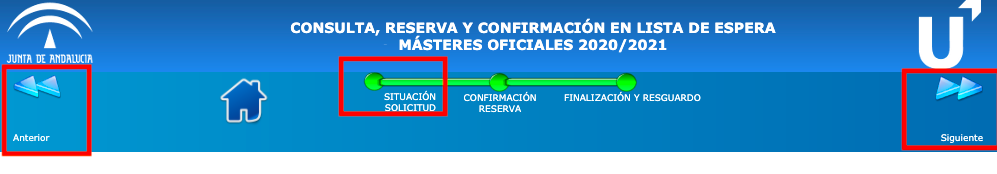 CONSULTA, RESERVA Y CONFIRMACIÓN EN LISTA DE ESPERA
MÁSTERES OFICIALES 2020/2021
JUNTA DE ANDALUCIA
SITUACIÓN
SOLICITUD
CONFIRMACIÓN
RESERVA
FINALIZACIÓN Y RESGUARDO
Anterior
Siguiente